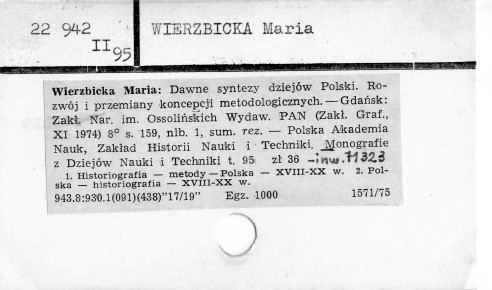 22 942
II 95
WIERZBICKA Maria
Wierzbicka Maria: Dawne syntezy dziejów Polski. Ro-
zwój i przemiany koncepcji metodologicznych. — Gdańsk:
Zakł. Nar. im. Ossolińskich Wydaw. PAN (Zakł. Graf.,
XI 1974) 8° s. 159, nlb. 1, sum. rez. — Polska Akademia
Nauk, Zakład Historii Nauki i Techniki. Monografie
z Dziejów Nauki i Techniki t. 95 zł 36 — inw. 71323
1. Historiografia — metody — Polska — XVIII-XX w. 2. Pol-
ska — historiografia — XVIII-XX w.
943.8:930.1(091)(438)"17/19" Egz. 1000 1571/75